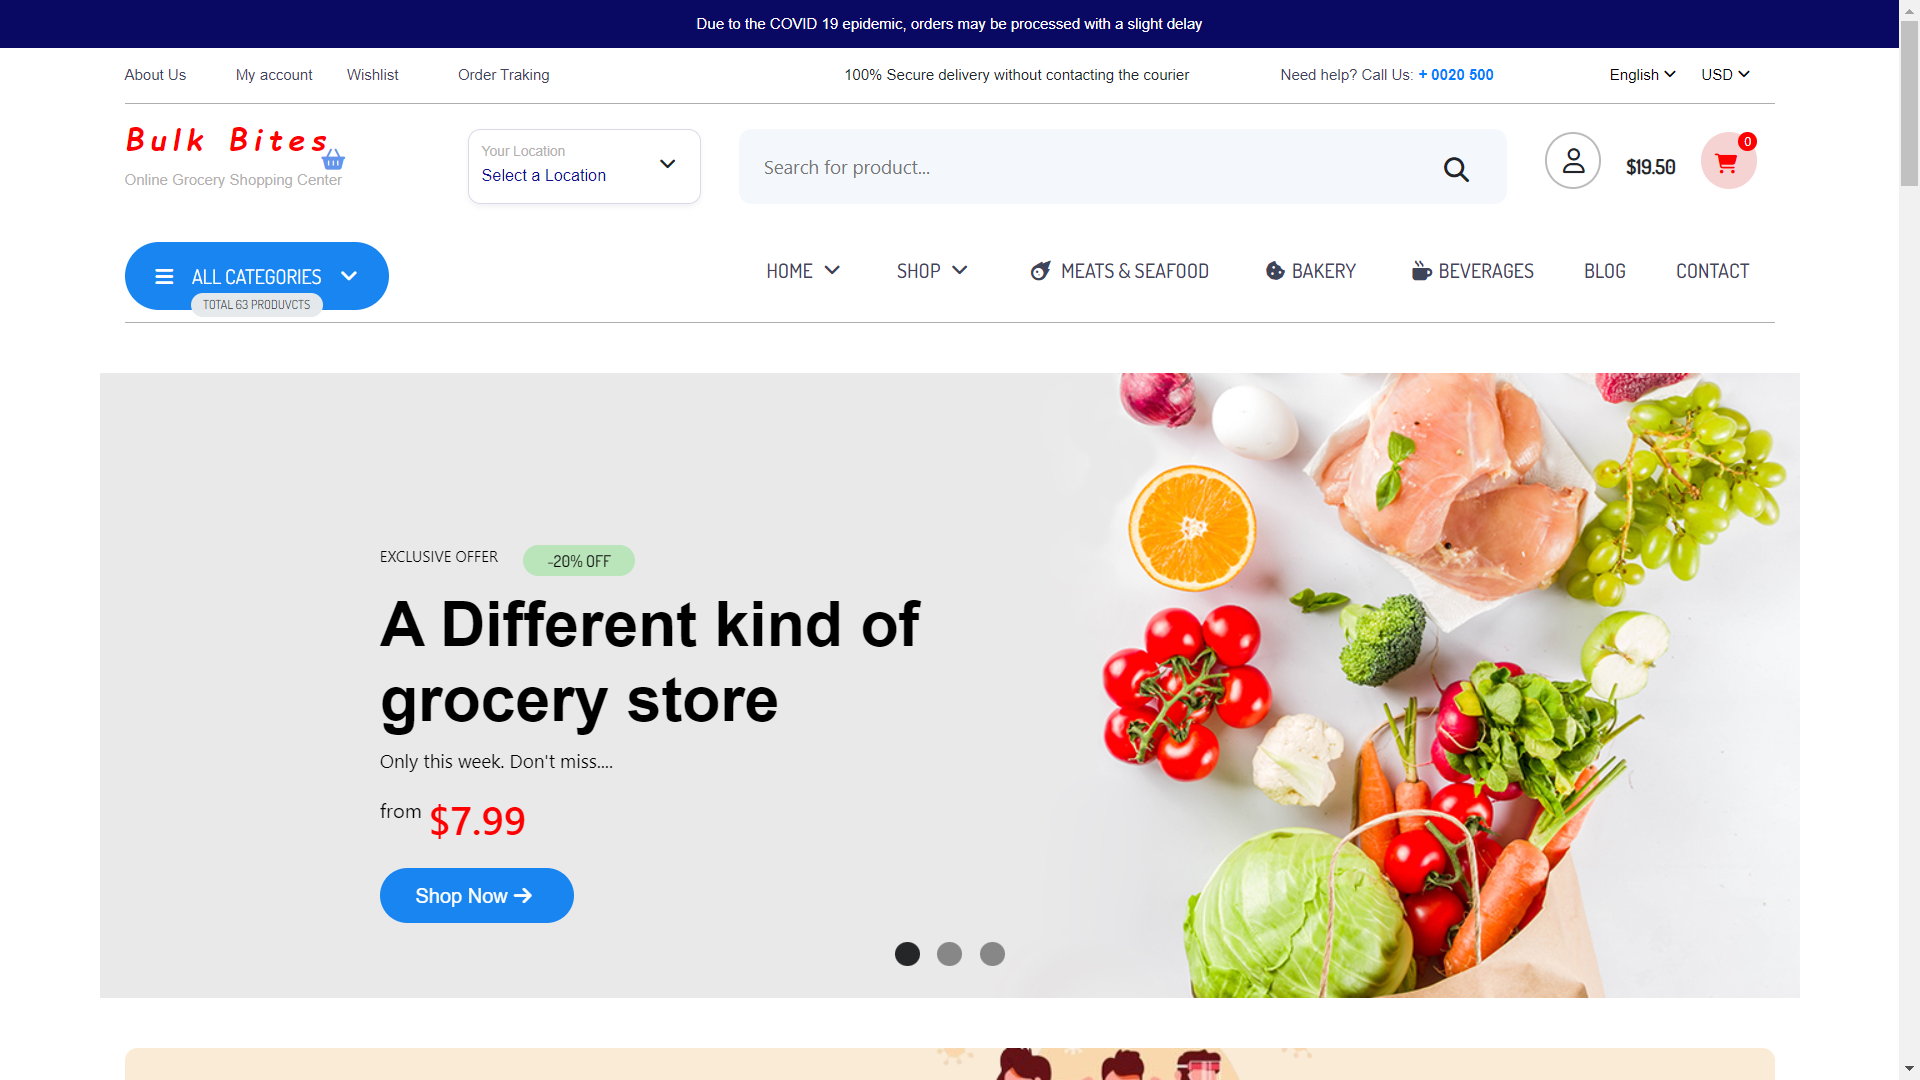 Due to the COVID 19 epidemic, orders may be processed with a slight delay
About Us My account Wishlist Order Traking 100% Secure delivery without contacting the courier Need help? Call Us: + 0020 500 English USD
Bulk Bites
Online Grocery Shopping Center
Your Location
Select a Location
Search for product...
$19.50
0
ALL CATEGORIES
TOTAL 63 PRODUVCTS
HOME SHOP MEATS & SEAFOOD BAKERY BEVERAGES BLOG CONTACT
EXCLUSIVE OFFER -20% OFF
A Different kind of
grocery store
Only this week. Don't miss....
from $7.99
Shop Now